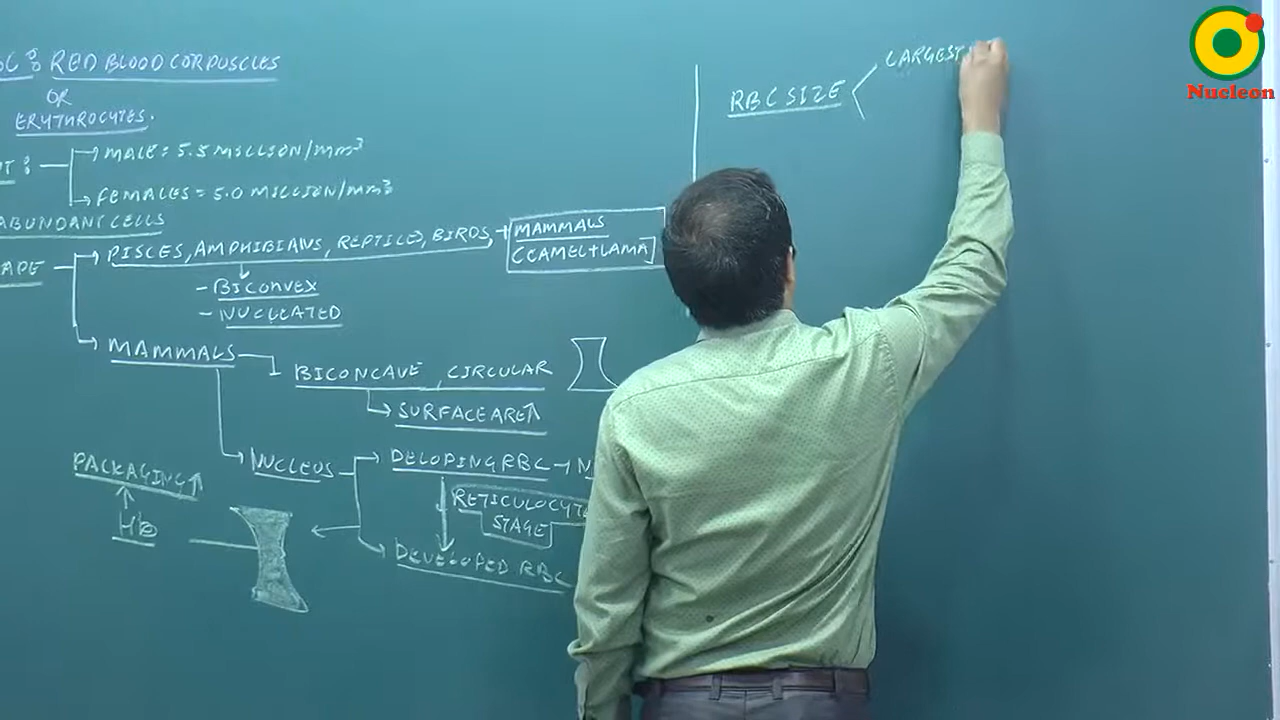 C : RED BLOOD CORPUSCLES
OR
ERYTHROCYTES.
T : MALE = 5.5 MILLION/mm³
FEMALES = 5.0 MILLION/mm³
ABUNDANT CELLS
APE PISCES, AMPHIBIANS, REPTILES, BIRDS, + MAMMALS
(CAMEL + LAMA)
- BICONVEX
- NUCLEATED
MAMMALS
BICONCAVE, CIRCULAR
SURFACE AREA ↑
NUCLEUS DELOPING RBC → N
RETICULOCYTE
STAGE
DEVELOPED RBC
PACKAGING ↑
Hb
RBC SIZE
LARGEST
Nucleon